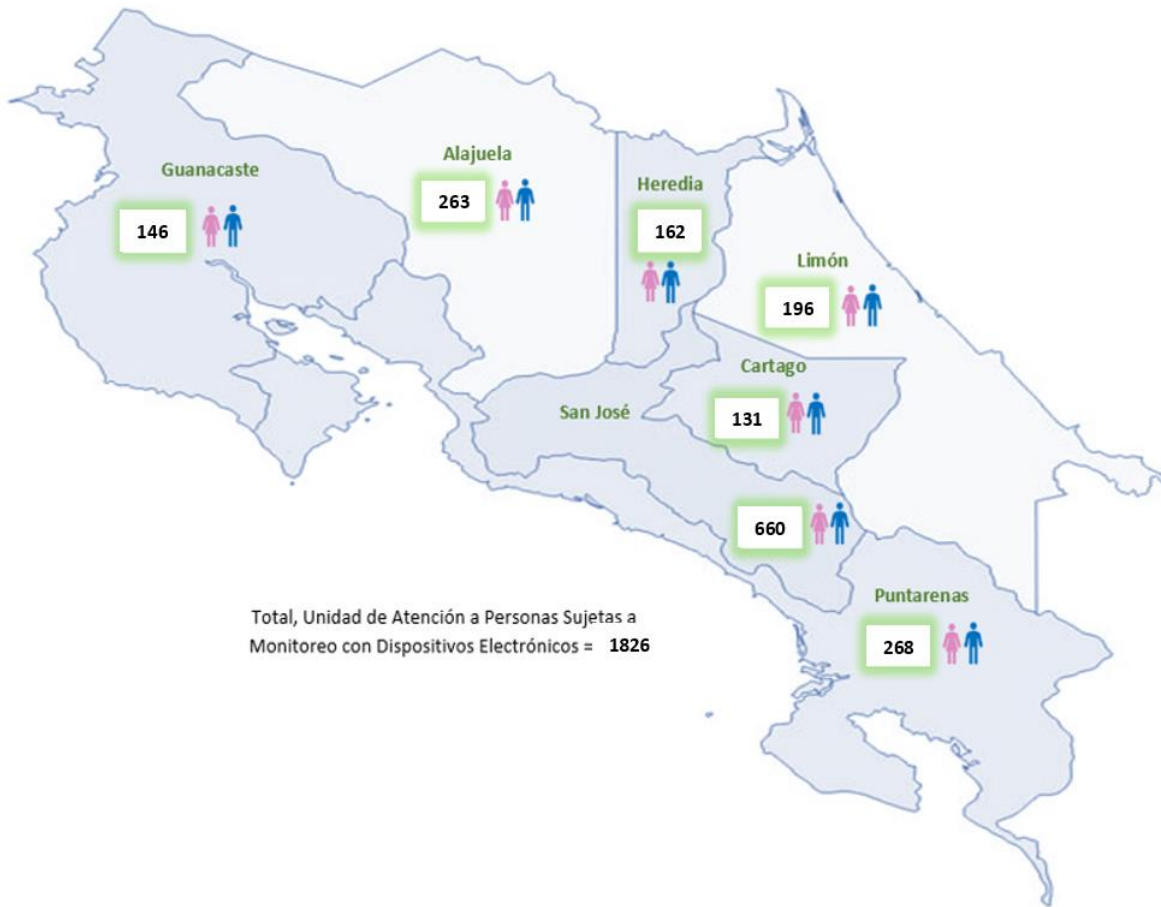 Guanacaste
146
Alajuela
263
Heredia
162
Limón
196
Cartago
131
San José
660
Puntarenas
268
Total, Unidad de Atención a Personas Sujetas a
Monitoreo con Dispositivos Electrónicos = 1826